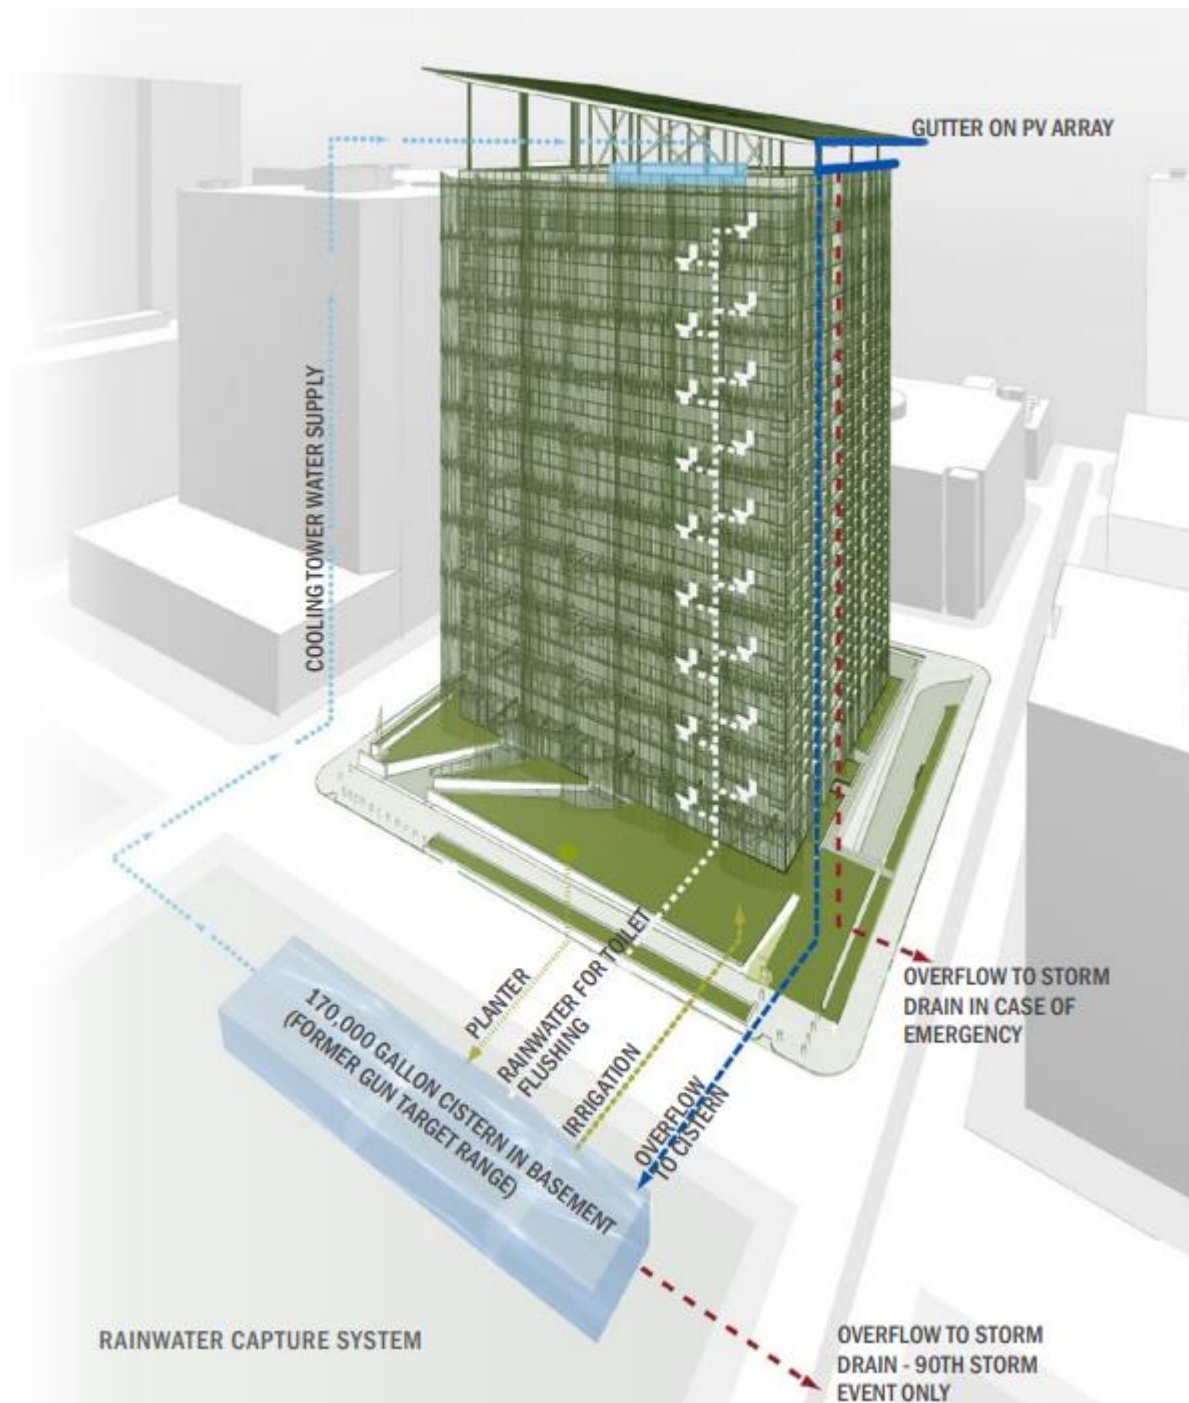 GUTTER ON PV ARRAY
COOLING TOWER WATER SUPPLY
OVERFLOW TO STORM
DRAIN IN CASE OF
EMERGENCY
PLANTER
RAINWATER FOR TOILET
FLUSHING
IRRIGATION
OVERFLOW
TO CISTERN
170,000 GALLON CISTERN IN BASEMENT
(FORMER GUN TARGET RANGE)
RAINWATER CAPTURE SYSTEM
OVERFLOW TO STORM
DRAIN - 90TH STORM
EVENT ONLY